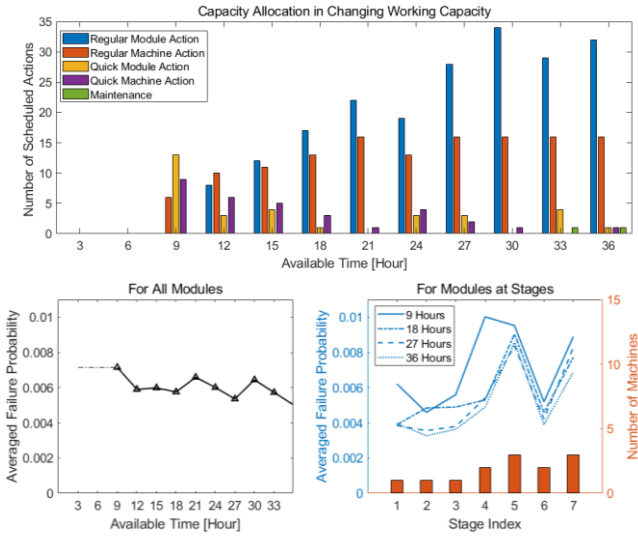 Capacity Allocation in Changing Working Capacity
35
30
25
20
15
10
5
0
Number of Scheduled Actions
Regular Module Action
Regular Machine Action
Quick Module Action
Quick Machine Action
Maintenance
3 6 9 12 15 18 21 24 27 30 33 36
Available Time [Hour]
For All Modules
0.01
0.008
0.006
0.004
0.002
0
Averaged Failure Probability
3 6 9 12 15 18 21 24 27 30 33
Available Time [Hour]
For Modules at Stages
0.01
0.008
0.006
0.004
0.002
0
Averaged Failure Probability
9 Hours
18 Hours
27 Hours
36 Hours
15
10
5
0
Number of Machines
1 2 3 4 5 6 7
Stage Index